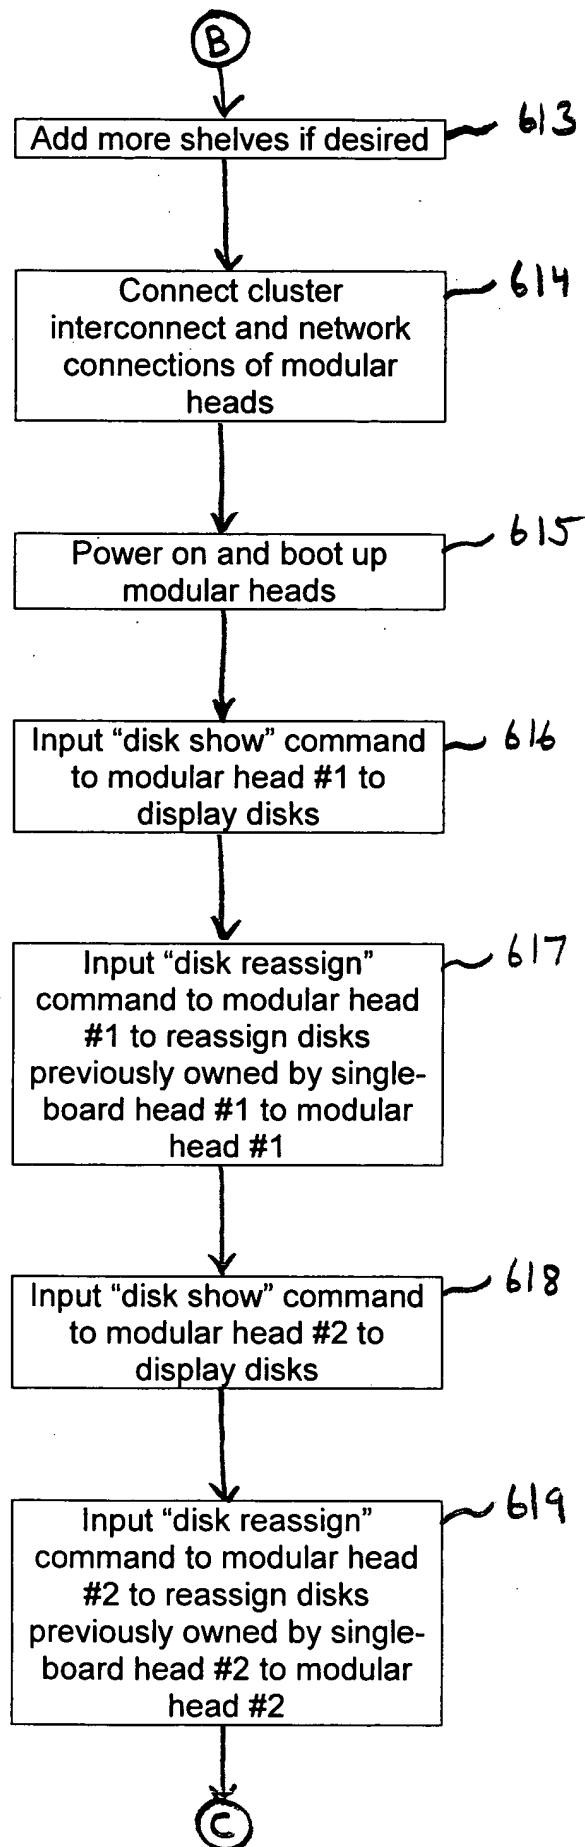 B
Add more shelves if desired
613
Connect cluster
interconnect and network
connections of modular
heads
614
Power on and boot up
modular heads
615
Input “disk show” command
to modular head #1 to
display disks
616
Input “disk reassign”
command to modular head
#1 to reassign disks
previously owned by single-
board head #1 to modular
head #1
617
Input “disk show” command
to modular head #2 to
display disks
618
Input “disk reassign”
command to modular head
#2 to reassign disks
previously owned by single-
board head #2 to modular
head #2
619
C